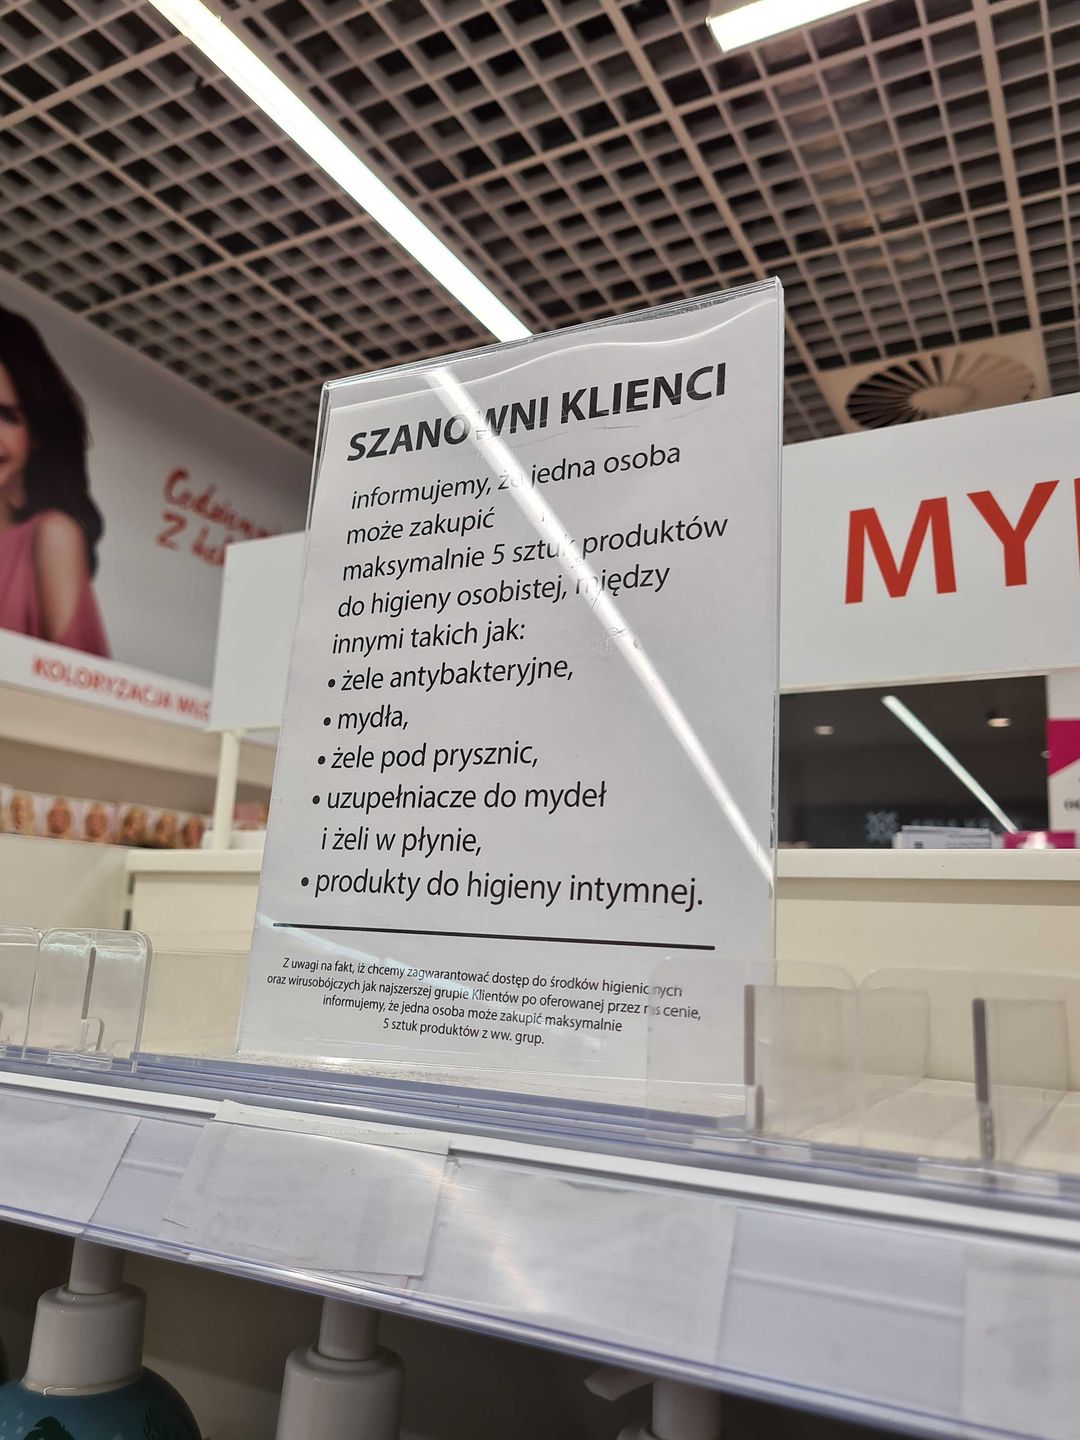 SZANOWNI KLIENCI
informujemy, że jedna osoba
może zakupić
maksymalnie 5 sztuk produktów
do higieny osobistej, między
innymi takich jak:
• żele antybakteryjne,
• mydła,
• żele pod prysznic,
• uzupełniacze do mydeł
i żeli w płynie,
• produkty do higieny intymnej.
Z uwagi na fakt, iż chcemy zagwarantować dostęp do środków higienicznych
oraz wirusobójczych jak najszerszej grupie Klientów po oferowanej przez nas cenie,
informujemy, że jedna osoba może zakupić maksymalnie
5 sztuk produktów z ww. grup.
MY
KOLORYZACJA